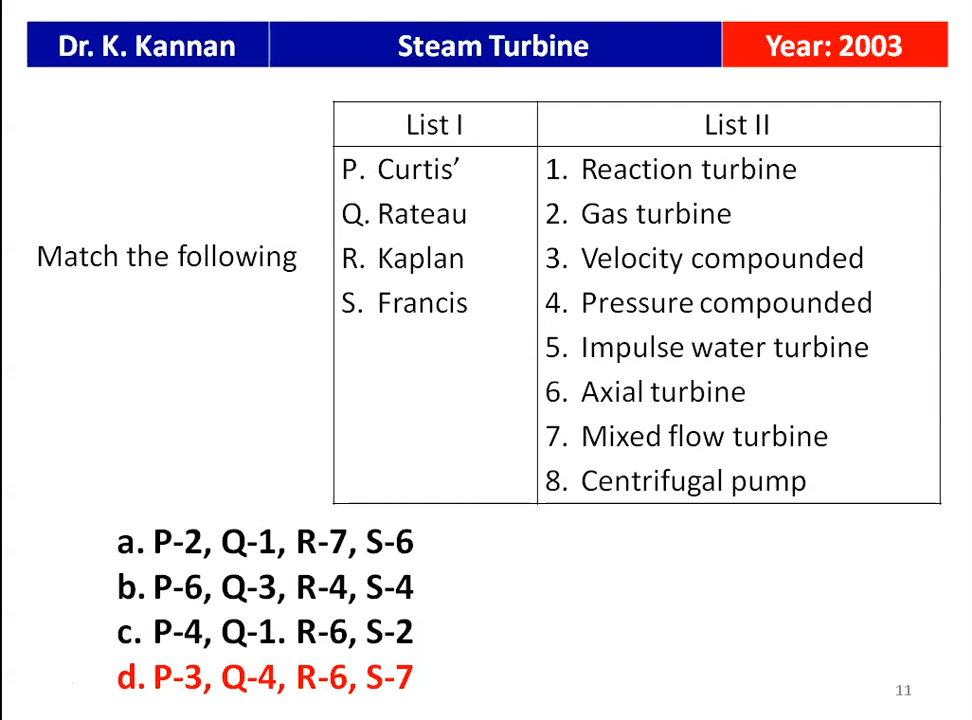 Dr. K. Kannan Steam Turbine Year: 2003
List I List II
P. Curtis’ 1. Reaction turbine
Q. Rateau 2. Gas turbine
Match the following R. Kaplan 3. Velocity compounded
S. Francis 4. Pressure compounded
5. Impulse water turbine
6. Axial turbine
7. Mixed flow turbine
8. Centrifugal pump
a. P-2, Q-1, R-7, S-6
b. P-6, Q-3, R-4, S-4
c. P-4, Q-1. R-6, S-2
d. P-3, Q-4, R-6, S-7
11